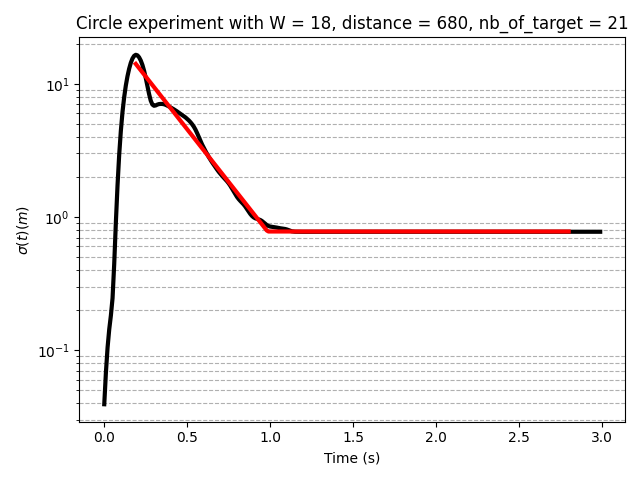 Circle experiment with W = 18, distance = 680, nb_of_target = 21
10¹
10⁰
10⁻¹
σ(t)(m)
0.0 0.5 1.0 1.5 2.0 2.5 3.0
Time (s)